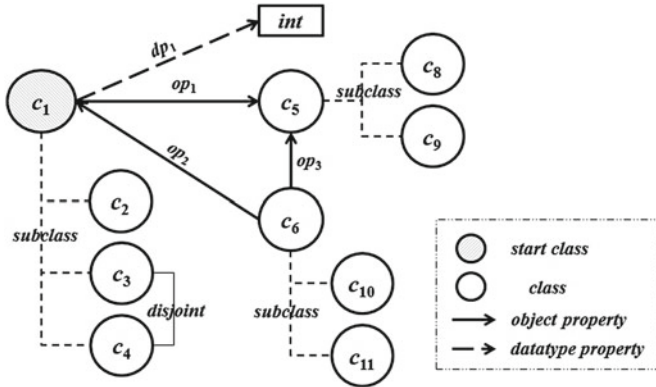 int
dp₁
c₁
op₁
c₅
subclass
c₈
c₉
op₂
op₃
c₂
c₆
subclass
c₃
disjoint
c₄
subclass
c₁₀
c₁₁
start class
class
object property
datatype property